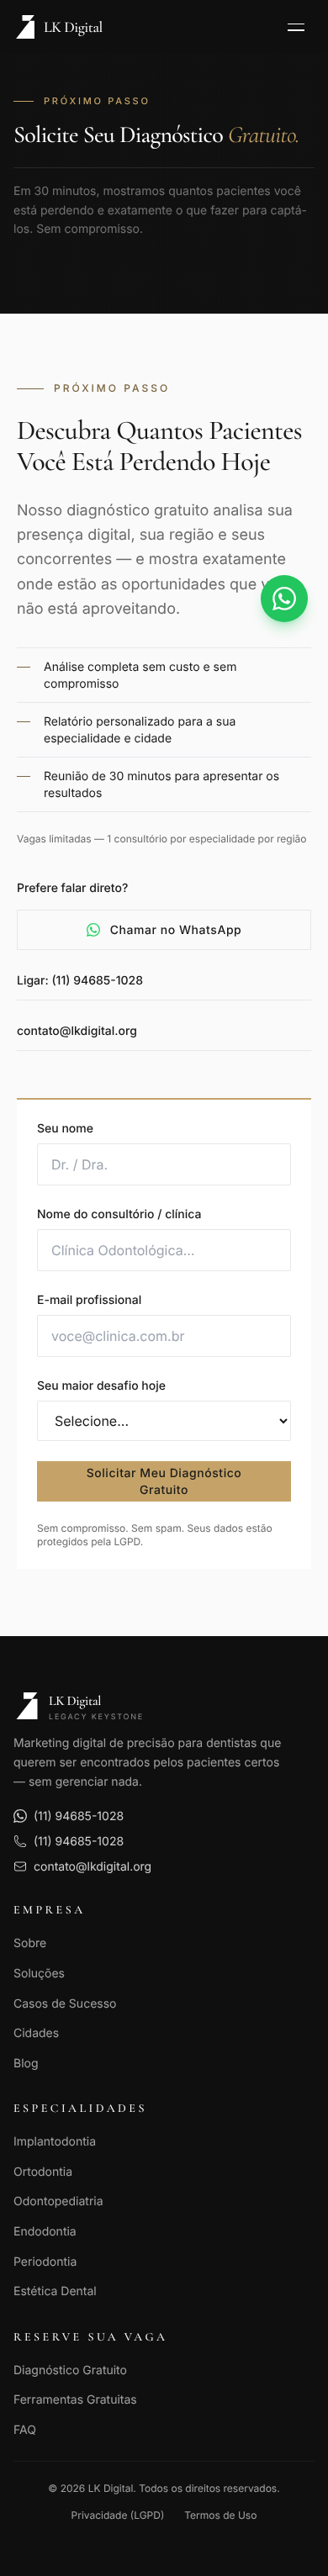 LK Digital
PRÓXIMO PASSO
Solicite Seu Diagnóstico Gratuito.
Em 30 minutos, mostramos quantos pacientes você
está perdendo e exatamente o que fazer para captá-
los. Sem compromisso.
PRÓXIMO PASSO
Descubra Quantos Pacientes
Você Está Perdendo Hoje
Nosso diagnóstico gratuito analisa sua
presença digital, sua região e seus
concorrentes — e mostra exatamente
onde estão as oportunidades que
não está aproveitando.
Análise completa sem custo e sem
compromisso
Relatório personalizado para a sua
especialidade e cidade
Reunião de 30 minutos para apresentar os
resultados
Vagas limitadas — 1 consultório por especialidade por região
Prefere falar direto?
Chamar no WhatsApp
Ligar: (11) 94685-1028
contato@lkdigital.org
Seu nome
Dr. / Dra.
Nome do consultório / clínica
Clínica Odontológica...
E-mail profissional
voce@clinica.com.br
Seu maior desafio hoje
Selecione...
Solicitar Meu Diagnóstico
Gratuito
Sem compromisso. Sem spam. Seus dados estão
protegidos pela LGPD.
LK Digital
LEGACY KEYSTONE
Marketing digital de precisão para dentistas que
querem ser encontrados pelos pacientes certos
— sem gerenciar nada.
(11) 94685-1028
(11) 94685-1028
contato@lkdigital.org
EMPRESA
Sobre
Soluções
Casos de Sucesso
Cidades
Blog
ESPECIALIDADES
Implantodontia
Ortodontia
Odontopediatria
Endodontia
Periodontia
Estética Dental
RESERVE SUA VAGA
Diagnóstico Gratuito
Ferramentas Gratuitas
FAQ
© 2026 LK Digital. Todos os direitos reservados.
Privacidade (LGPD) Termos de Uso